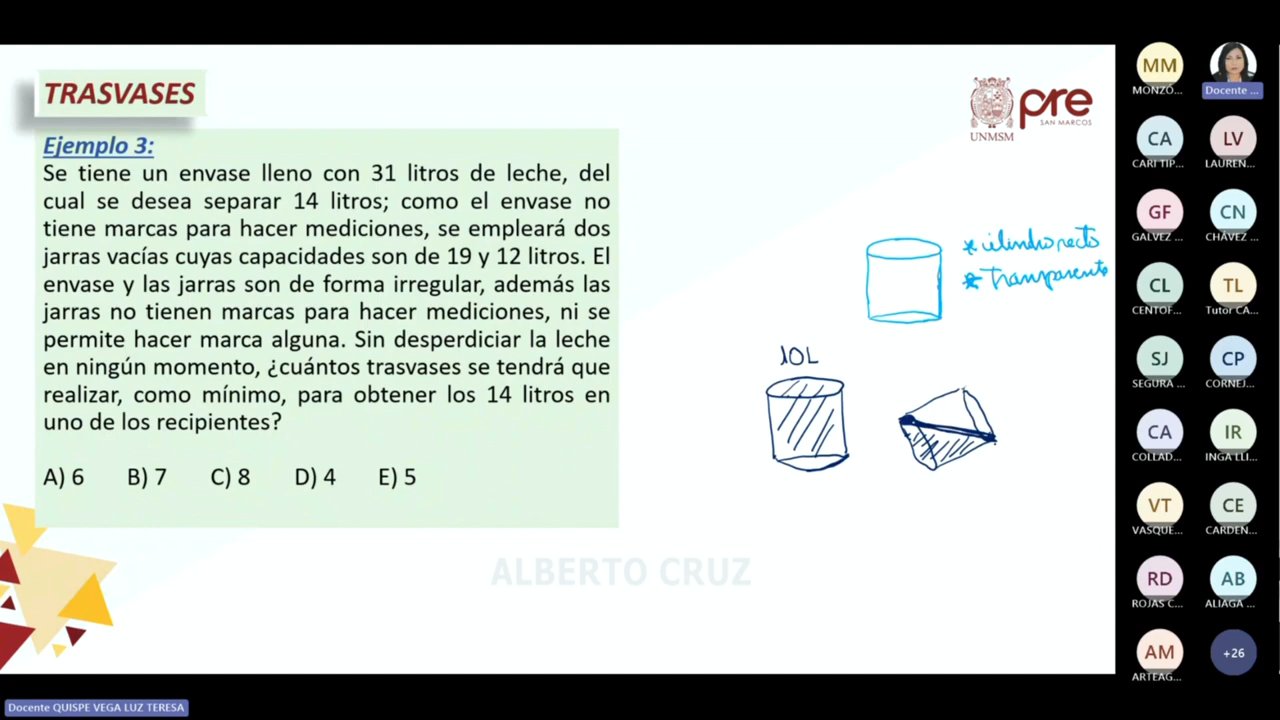 TRASVASES
Ejemplo 3:
Se tiene un envase lleno con 31 litros de leche, del
cual se desea separar 14 litros; como el envase no
tiene marcas para hacer mediciones, se empleará dos
jarras vacías cuyas capacidades son de 19 y 12 litros. El
envase y las jarras son de forma irregular, además las
jarras no tienen marcas para hacer mediciones, ni se
permite hacer marca alguna. Sin desperdiciar la leche
en ningún momento, ¿cuántos trasvases se tendrá que
realizar, como mínimo, para obtener los 14 litros en
uno de los recipientes?
A) 6 B) 7 C) 8 D) 4 E) 5
UNMSM
pre
SAN MARCOS
* cilindro recto
* Transparente
10L
ALBERTO CRUZ
MM
MONZO...
Docente ...
CA
CARI TIP...
LV
LAUREN...
GF
GALVEZ ...
CN
CHÁVEZ ...
CL
CENTOF...
TL
Tutor CA...
SJ
SEGURA ...
CP
CORNEJ...
CA
COLLAD...
IR
INGA LLI...
VT
VASQUE...
CE
CARDEN...
RD
ROJAS C...
AB
ALIAGA ...
AM
ARTEAG...
+26
Docente QUISPE VEGA LUZ TERESA